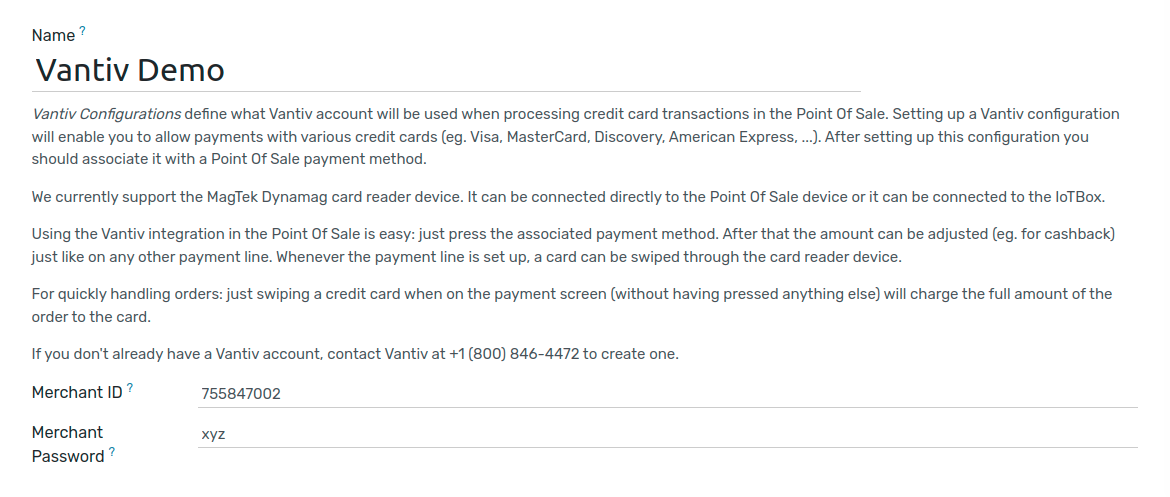 Name ?
Vantiv Demo
Vantiv Configurations define what Vantiv account will be used when processing credit card transactions in the Point Of Sale. Setting up a Vantiv configuration
will enable you to allow payments with various credit cards (eg. Visa, MasterCard, Discovery, American Express, ...). After setting up this configuration you
should associate it with a Point Of Sale payment method.
We currently support the MagTek Dynamag card reader device. It can be connected directly to the Point Of Sale device or it can be connected to the IoTBox.
Using the Vantiv integration in the Point Of Sale is easy: just press the associated payment method. After that the amount can be adjusted (eg. for cashback)
just like on any other payment line. Whenever the payment line is set up, a card can be swiped through the card reader device.
For quickly handling orders: just swiping a credit card when on the payment screen (without having pressed anything else) will charge the full amount of the
order to the card.
If you don't already have a Vantiv account, contact Vantiv at +1 (800) 846-4472 to create one.
Merchant ID ? 755847002
Merchant xyz
Password ?